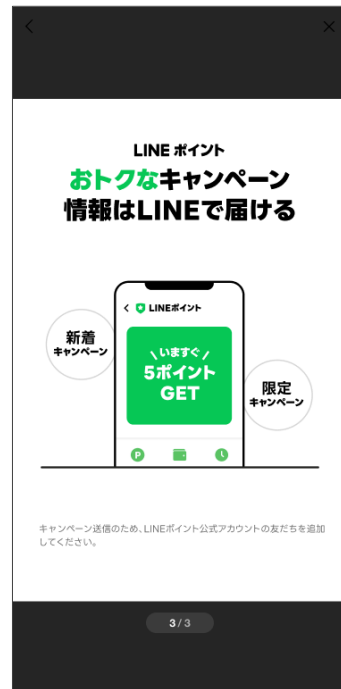 LINE ポイント
おトクなキャンペーン
情報はLINEで届ける
LINEポイント
新着
キャンペーン
\いますぐ/
5ポイント
GET
限定
キャンペーン
P
キャンペーン送信のため、LINEポイント公式アカウントの友だちを追加
してください。
3/3